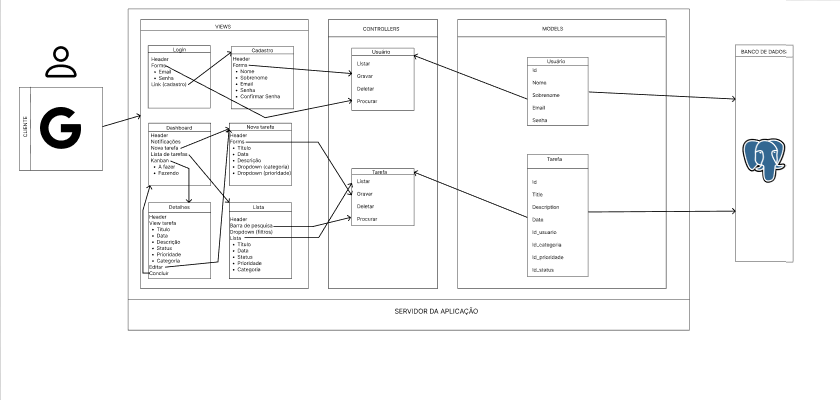 VIEWS
CONTROLLERS
MODELS
BANCO DE DADOS
CLIENTE
G
Login
Header
Forms
• Email
• Senha
Link (cadastro)
Cadastro
Header
Forms
• Nome
• Sobrenome
• Email
• Senha
• Confirmar Senha
Dashboard
Header
Notificações
Nova tarefa
Lista de tarefas
Kanban
• A fazer
• Fazendo
Nova tarefa
Header
Forms
• Título
• Data
• Descrição
• Dropdown (categoria)
• Dropdown (prioridade)
Detalhes
Header
View tarefa
• Título
• Data
• Descrição
• Status
• Prioridade
• Categoria
Editar
Concluir
Lista
Header
Barra de pesquisa
Dropdown (filtros)
Lista
• Título
• Data
• Status
• Prioridade
• Categoria
Usuário
Listar
Gravar
Deletar
Procurar
Tarefa
Listar
Gravar
Deletar
Procurar
Usuário
Id
Nome
Sobrenome
Email
Senha
Tarefa
Id
Title
Description
Date
Id_usuario
Id_categoria
Id_prioridade
Id_status
SERVIDOR DA APLICAÇÃO